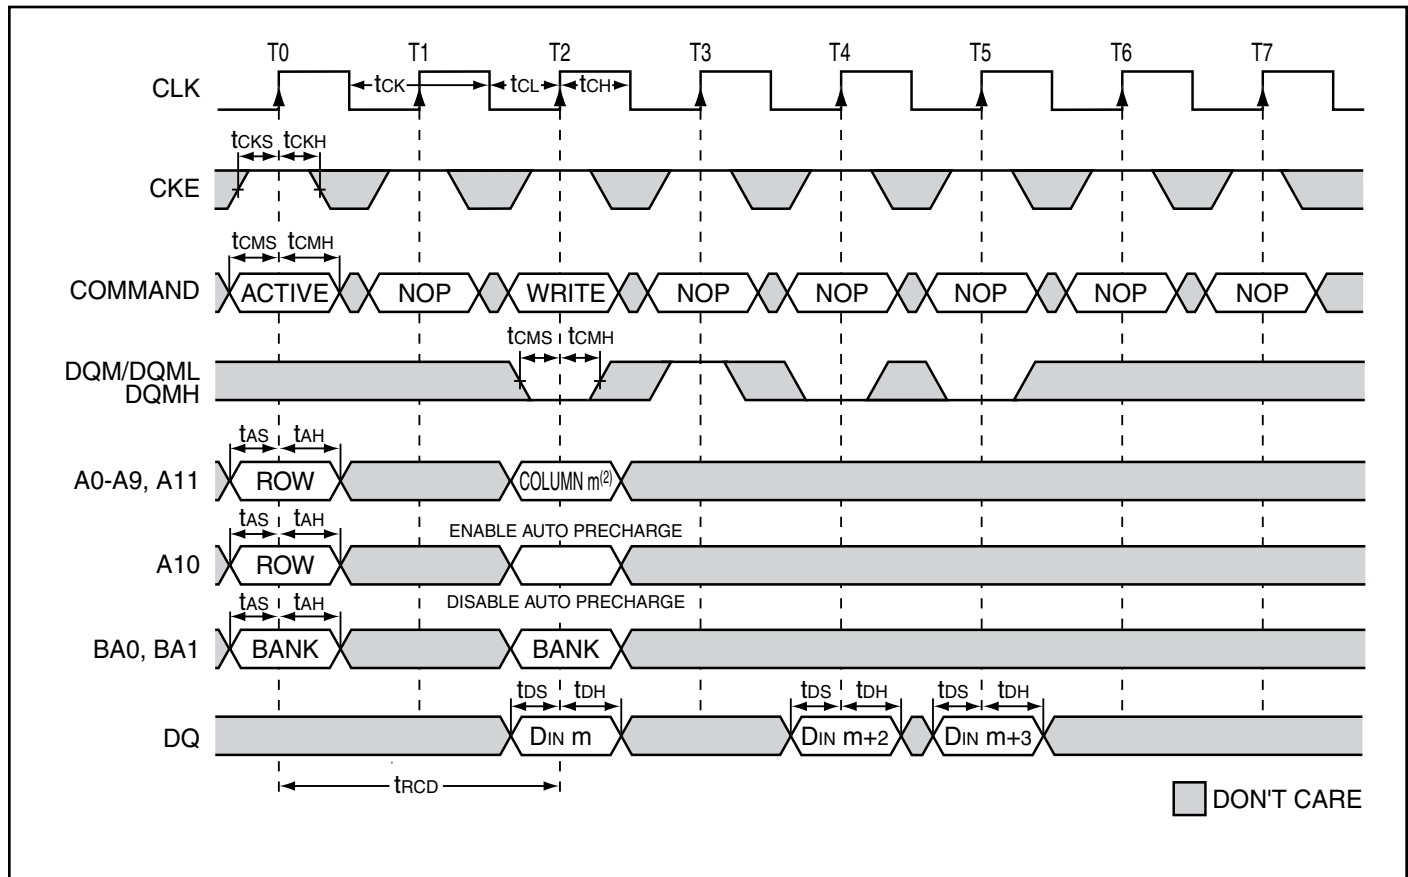 T0 T1 T2 T3 T4 T5 T6 T7
CLK tCK tCL tCH
tCKS tCKH
CKE
tCMS tCMH
COMMAND ACTIVE NOP WRITE NOP NOP NOP NOP NOP
tCMS tCMH
DQM/DQML
DQMH
tAS tAH
A0-A9, A11 ROW COLUMN m(2)
tAS tAH ENABLE AUTO PRECHARGE
A10 ROW
tAS tAH DISABLE AUTO PRECHARGE
BA0, BA1 BANK BANK
tDS tDH tDS tDH tDS tDH
DQ DIN m DIN m+2 DIN m+3
tRCD
DON'T CARE